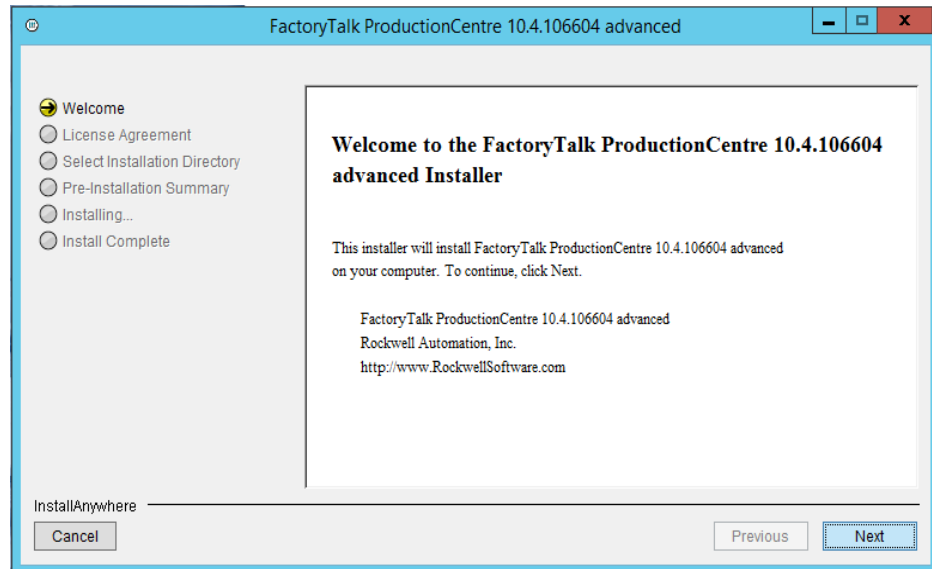 FactoryTalk ProductionCentre 10.4.106604 advanced
Welcome
License Agreement
Select Installation Directory
Pre-Installation Summary
Installing...
Install Complete
Welcome to the FactoryTalk ProductionCentre 10.4.106604
advanced Installer
This installer will install FactoryTalk ProductionCentre 10.4.106604 advanced
on your computer. To continue, click Next.
FactoryTalk ProductionCentre 10.4.106604 advanced
Rockwell Automation, Inc.
http://www.RockwellSoftware.com
InstallAnywhere
Cancel
Previous
Next